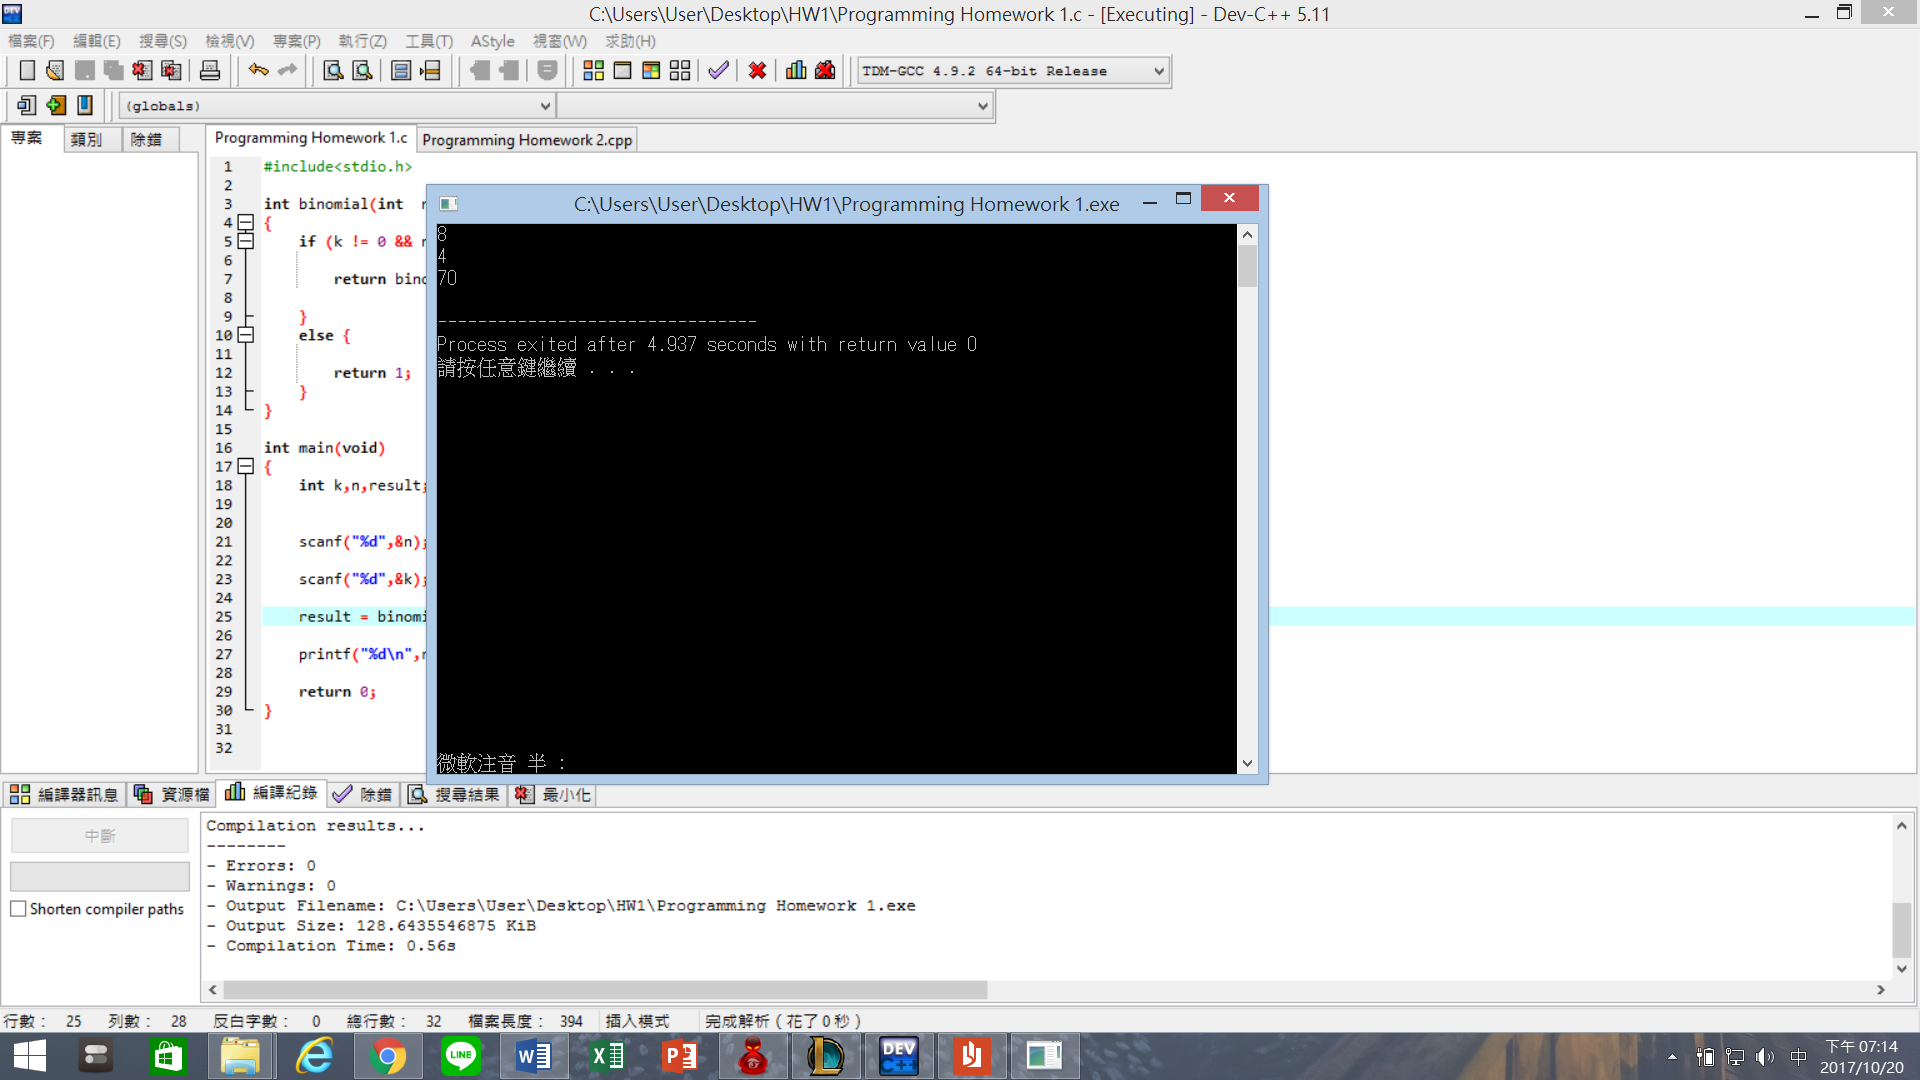 C:\Users\User\Desktop\HW1\Programming Homework 1.c - [Executing] - Dev-C++ 5.11
檔案(F) 編輯(E) 搜尋(S) 檢視(V) 專案(P) 執行(Z) 工具(T) AStyle 視窗(W) 求助(H)
TDM-GCC 4.9.2 64-bit Release
(globals)
專案 類別 除錯
Programming Homework 1.c Programming Homework 2.cpp
1 #include<stdio.h>
2
3 int binomial(int
4 {
5 if (k != 0 &&
6
7 return bin
8
9 }
10 else {
11
12 return 1;
13 }
14 }
15
16 int main(void)
17 {
18 int k,n,result;
19
20
21 scanf("%d",&n);
22
23 scanf("%d",&k);
24
25 result = binomi
26
27 printf("%d\n",
28
29 return 0;
30 }
31
32
C:\Users\User\Desktop\HW1\Programming Homework 1.exe
8
4
70
--------------------------------
Process exited after 4.937 seconds with return value 0
請按任意鍵繼續 . . .
微軟注音 半 :
編譯器訊息 資源檔 編譯紀錄 除錯 搜尋結果 最小化
中斷
Shorten compiler paths
Compilation results...
--------
- Errors: 0
- Warnings: 0
- Output Filename: C:\Users\User\Desktop\HW1\Programming Homework 1.exe
- Output Size: 128.6435546875 KiB
- Compilation Time: 0.56s
行數： 25 列數： 28 反白字數： 0 總行數： 32 檔案長度： 394 插入模式 完成解析 ( 花了 0 秒 )
LINE
DEV C++
中
下午 07:14
2017/10/20